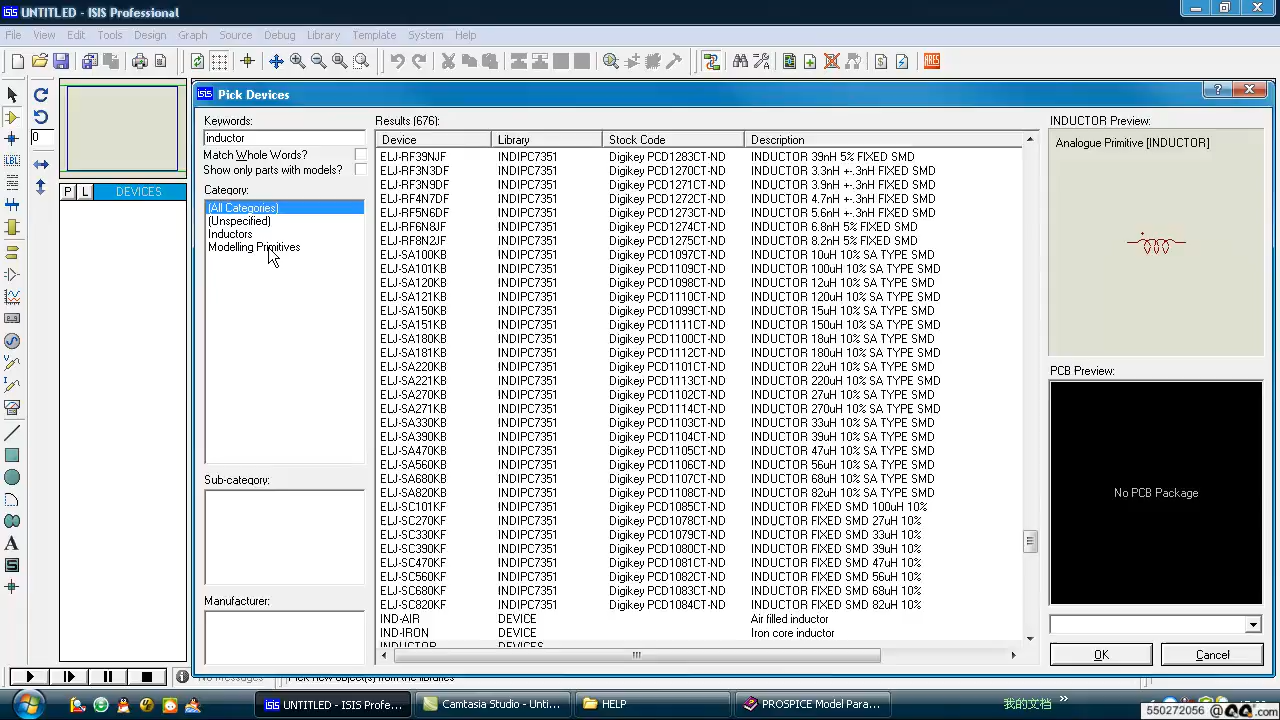 UNTITLED - ISIS Professional
File View Edit Tools Design Graph Source Debug Library Template System Help
LBL
0
P L DEVICES
A
S
Pick Devices
Keywords:
inductor
Match Whole Words?
Show only parts with models?
Category:
(All Categories)
(Unspecified)
Inductors
Modelling Primitives
Sub-category:
Manufacturer:
Results (676):
Device Library Stock Code Description
ELJ-RF39NJF INDIPC7351 Digikey PCD1283CT-ND INDUCTOR 39nH 5% FIXED SMD
ELJ-RF3N3DF INDIPC7351 Digikey PCD1270CT-ND INDUCTOR 3.3nH +-.3nH FIXED SMD
ELJ-RF3N9DF INDIPC7351 Digikey PCD1271CT-ND INDUCTOR 3.9nH +-.3nH FIXED SMD
ELJ-RF4N7DF INDIPC7351 Digikey PCD1272CT-ND INDUCTOR 4.7nH +-.3nH FIXED SMD
ELJ-RF5N6DF INDIPC7351 Digikey PCD1273CT-ND INDUCTOR 5.6nH +-.3nH FIXED SMD
ELJ-RF6N8JF INDIPC7351 Digikey PCD1274CT-ND INDUCTOR 6.8nH 5% FIXED SMD
ELJ-RF8N2JF INDIPC7351 Digikey PCD1275CT-ND INDUCTOR 8.2nH 5% FIXED SMD
ELJ-SA100KB INDIPC7351 Digikey PCD1097CT-ND INDUCTOR 10uH 10% SA TYPE SMD
ELJ-SA101KB INDIPC7351 Digikey PCD1109CT-ND INDUCTOR 100uH 10% SA TYPE SMD
ELJ-SA120KB INDIPC7351 Digikey PCD1098CT-ND INDUCTOR 12uH 10% SA TYPE SMD
ELJ-SA121KB INDIPC7351 Digikey PCD1110CT-ND INDUCTOR 120uH 10% SA TYPE SMD
ELJ-SA150KB INDIPC7351 Digikey PCD1099CT-ND INDUCTOR 15uH 10% SA TYPE SMD
ELJ-SA151KB INDIPC7351 Digikey PCD1111CT-ND INDUCTOR 150uH 10% SA TYPE SMD
ELJ-SA180KB INDIPC7351 Digikey PCD1100CT-ND INDUCTOR 18uH 10% SA TYPE SMD
ELJ-SA181KB INDIPC7351 Digikey PCD1112CT-ND INDUCTOR 180uH 10% SA TYPE SMD
ELJ-SA220KB INDIPC7351 Digikey PCD1101CT-ND INDUCTOR 22uH 10% SA TYPE SMD
ELJ-SA221KB INDIPC7351 Digikey PCD1113CT-ND INDUCTOR 220uH 10% SA TYPE SMD
ELJ-SA270KB INDIPC7351 Digikey PCD1102CT-ND INDUCTOR 27uH 10% SA TYPE SMD
ELJ-SA271KB INDIPC7351 Digikey PCD1114CT-ND INDUCTOR 270uH 10% SA TYPE SMD
ELJ-SA330KB INDIPC7351 Digikey PCD1103CT-ND INDUCTOR 33uH 10% SA TYPE SMD
ELJ-SA390KB INDIPC7351 Digikey PCD1104CT-ND INDUCTOR 39uH 10% SA TYPE SMD
ELJ-SA470KB INDIPC7351 Digikey PCD1105CT-ND INDUCTOR 47uH 10% SA TYPE SMD
ELJ-SA560KB INDIPC7351 Digikey PCD1106CT-ND INDUCTOR 56uH 10% SA TYPE SMD
ELJ-SA680KB INDIPC7351 Digikey PCD1107CT-ND INDUCTOR 68uH 10% SA TYPE SMD
ELJ-SA820KB INDIPC7351 Digikey PCD1108CT-ND INDUCTOR 82uH 10% SA TYPE SMD
ELJ-SC101KF INDIPC7351 Digikey PCD1085CT-ND INDUCTOR FIXED SMD 100uH 10%
ELJ-SC270KF INDIPC7351 Digikey PCD1078CT-ND INDUCTOR FIXED SMD 27uH 10%
ELJ-SC330KF INDIPC7351 Digikey PCD1079CT-ND INDUCTOR FIXED SMD 33uH 10%
ELJ-SC390KF INDIPC7351 Digikey PCD1080CT-ND INDUCTOR FIXED SMD 39uH 10%
ELJ-SC470KF INDIPC7351 Digikey PCD1081CT-ND INDUCTOR FIXED SMD 47uH 10%
ELJ-SC560KF INDIPC7351 Digikey PCD1082CT-ND INDUCTOR FIXED SMD 56uH 10%
ELJ-SC680KF INDIPC7351 Digikey PCD1083CT-ND INDUCTOR FIXED SMD 68uH 10%
ELJ-SC820KF INDIPC7351 Digikey PCD1084CT-ND INDUCTOR FIXED SMD 82uH 10%
IND-AIR DEVICE Air filled inductor
IND-IRON DEVICE Iron core inductor
INDUCTOR DEVICES
INDUCTOR Preview:
Analogue Primitive [INDUCTOR]
PCB Preview:
No PCB Package
OK Cancel
No Messages Pick new object(s) from the libraries
UNTITLED - ISIS Profe... Camtasia Studio - Unti... HELP PROSPICE Model Para... 我的文档 »
550272056 @QQ.com